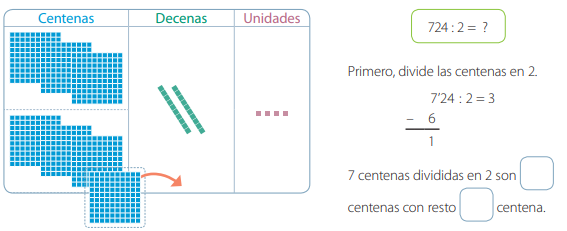 Centenas Decenas Unidades
724 : 2 = ?
Primero, divide las centenas en 2.
7’24 : 2 = 3
– 6
1
7 centenas divididas en 2 son
centenas con resto centena.